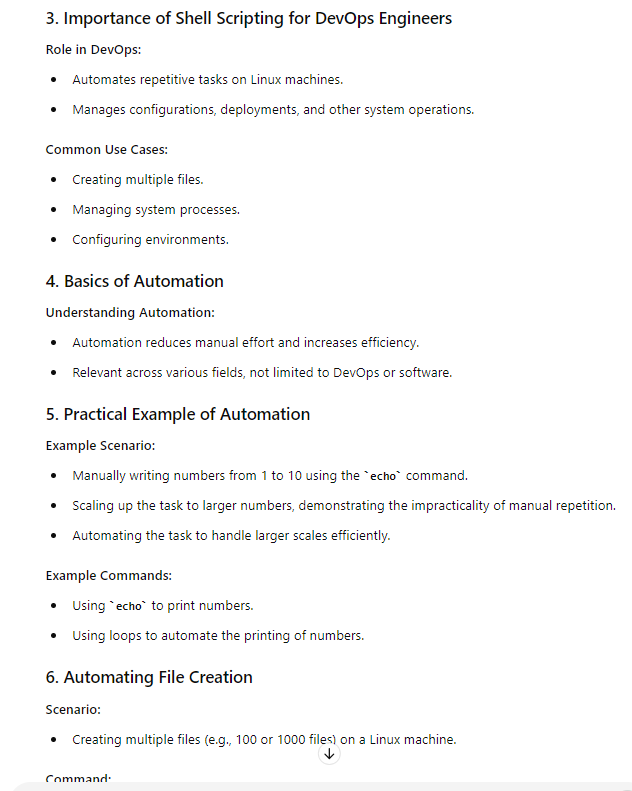 3. Importance of Shell Scripting for DevOps Engineers
Role in DevOps:
• Automates repetitive tasks on Linux machines.
• Manages configurations, deployments, and other system operations.
Common Use Cases:
• Creating multiple files.
• Managing system processes.
• Configuring environments.
4. Basics of Automation
Understanding Automation:
• Automation reduces manual effort and increases efficiency.
• Relevant across various fields, not limited to DevOps or software.
5. Practical Example of Automation
Example Scenario:
• Manually writing numbers from 1 to 10 using the `echo` command.
• Scaling up the task to larger numbers, demonstrating the impracticality of manual repetition.
• Automating the task to handle larger scales efficiently.
Example Commands:
• Using `echo` to print numbers.
• Using loops to automate the printing of numbers.
6. Automating File Creation
Scenario:
• Creating multiple files (e.g., 100 or 1000 files) on a Linux machine.
Command: